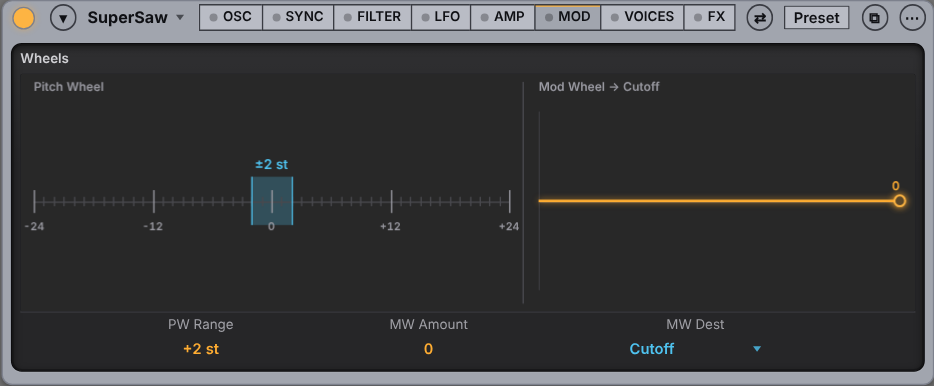 SuperSaw
OSC SYNC FILTER LFO AMP MOD VOICES FX
Preset
Wheels
Pitch Wheel
±2 st
-24 -12 0 +12 +24
Mod Wheel → Cutoff
0
PW Range MW Amount MW Dest
+2 st 0 Cutoff